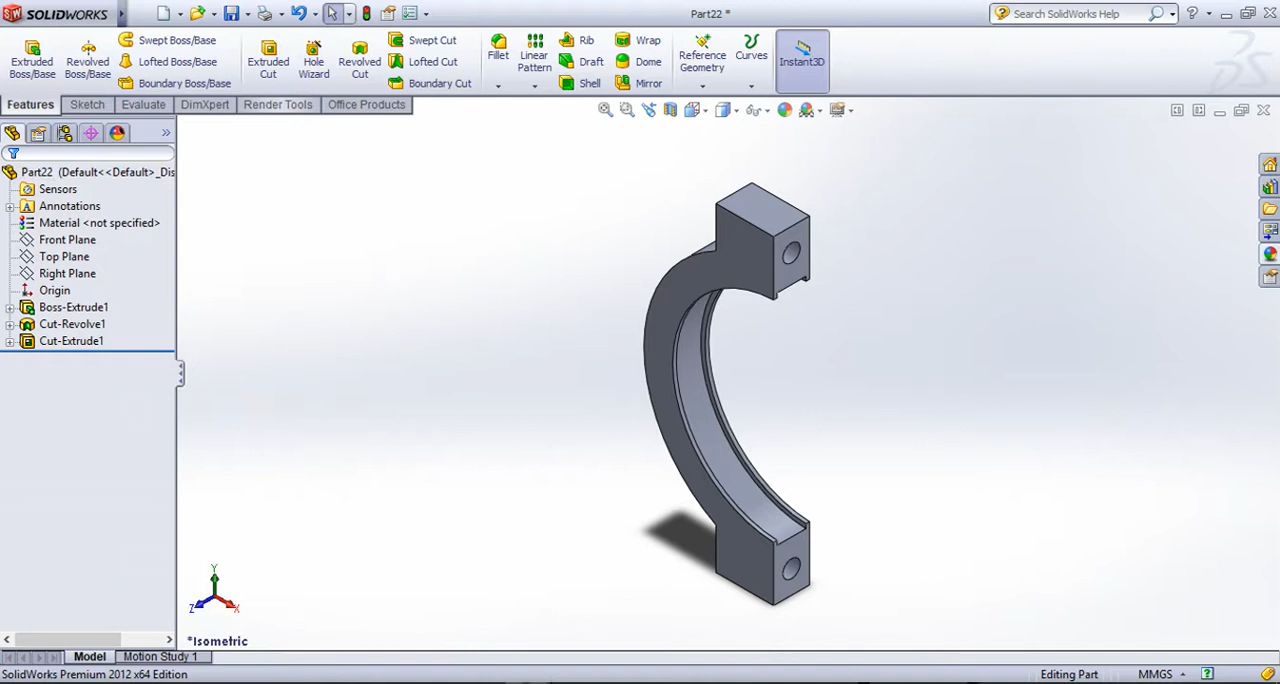 SOLIDWORKS
Part22 *
Search SolidWorks Help
Extruded Boss/Base
Revolved Boss/Base
Swept Boss/Base
Lofted Boss/Base
Boundary Boss/Base
Extruded Cut
Hole Wizard
Revolved Cut
Swept Cut
Lofted Cut
Boundary Cut
Fillet
Linear Pattern
Rib
Draft
Shell
Wrap
Dome
Mirror
Reference Geometry
Curves
Instant3D
Features
Sketch
Evaluate
DimXpert
Render Tools
Office Products
Part22 (Default<<Default>_Dis
Sensors
Annotations
Material <not specified>
Front Plane
Top Plane
Right Plane
Origin
Boss-Extrude1
Cut-Revolve1
Cut-Extrude1
Y
Z
X
*Isometric
Model
Motion Study 1
SolidWorks Premium 2012 x64 Edition
Editing Part
MMGS